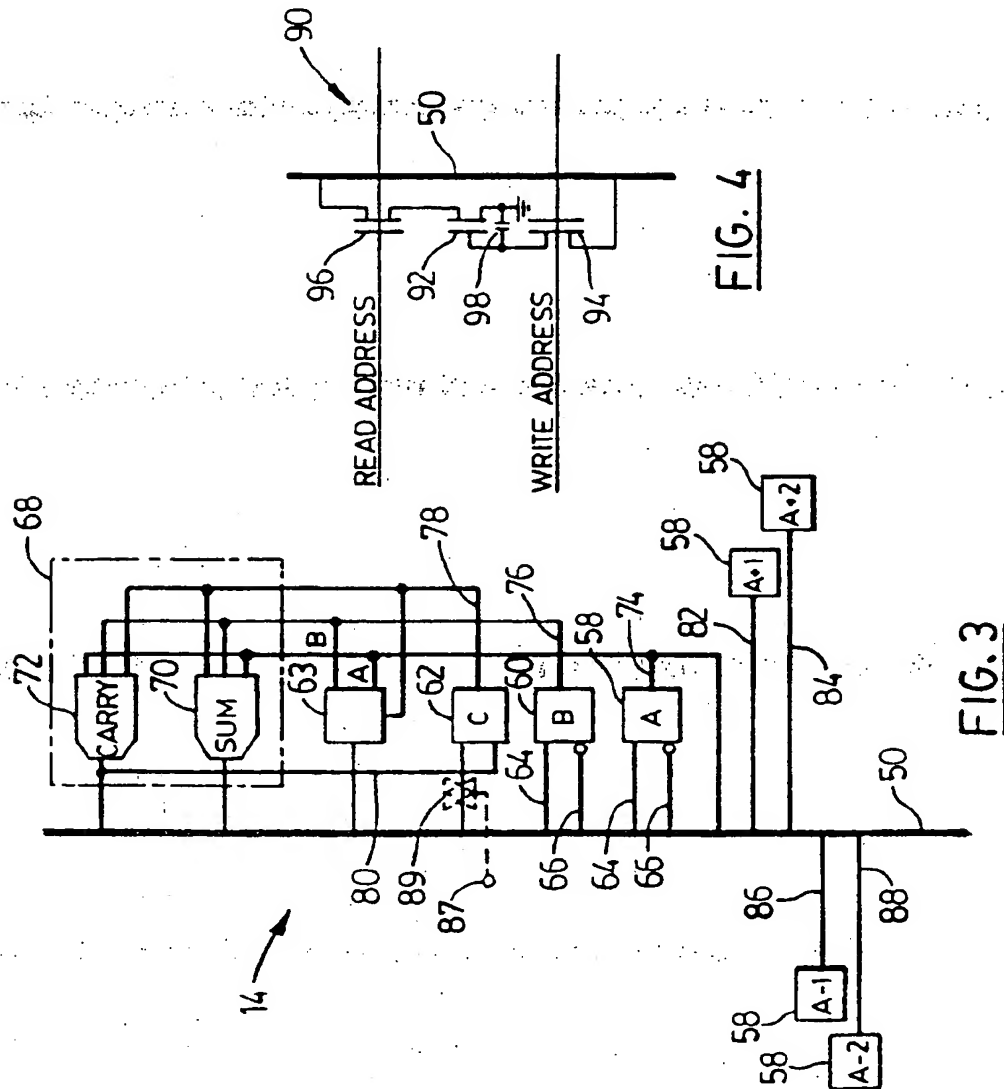 90
50
96
92
98
94
READ ADDRESS
WRITE ADDRESS
FIG. 4
68
72
CARRY
70
SUM
B
A
63
78
62
C
76
60
B
58
74
A
64
66
64
66
80
89
87
14
58
A+1
82
58
A+2
84
50
86
88
58
A-1
58
A-2
FIG. 3